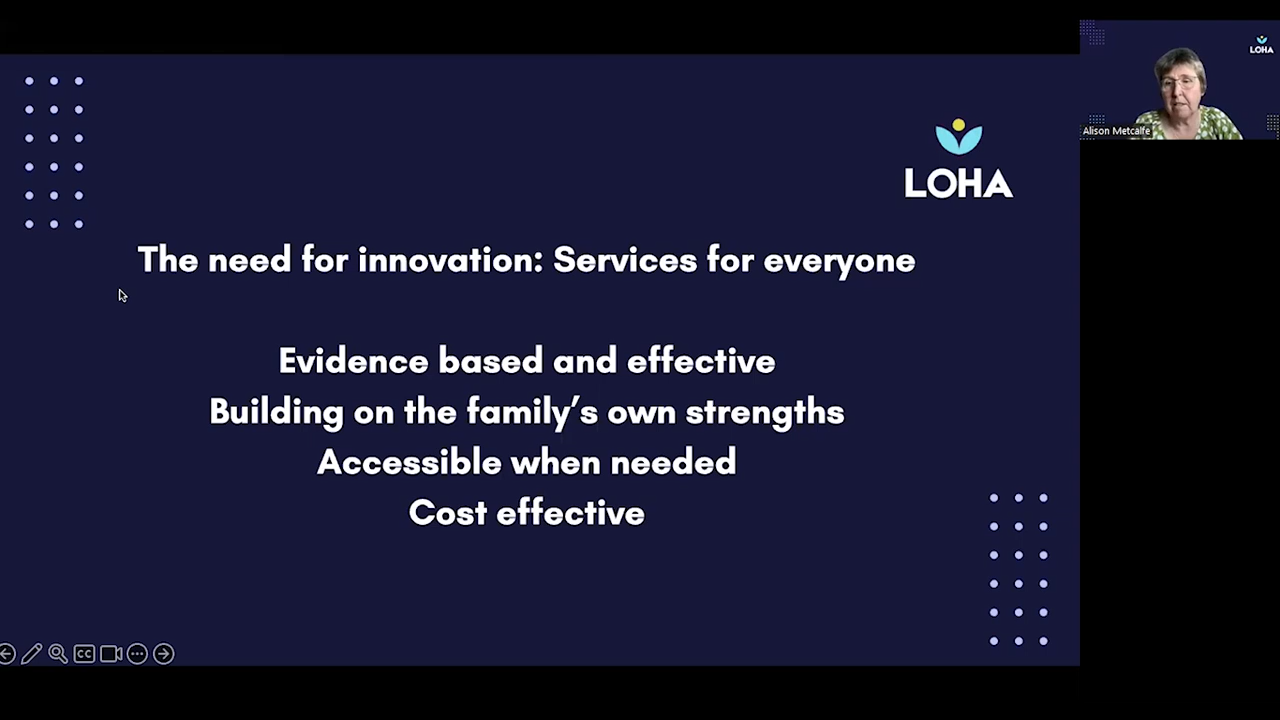 LOHA
Alison Metcalfe
LOHA
The need for innovation: Services for everyone
Evidence based and effective
Building on the family’s own strengths
Accessible when needed
Cost effective
CC